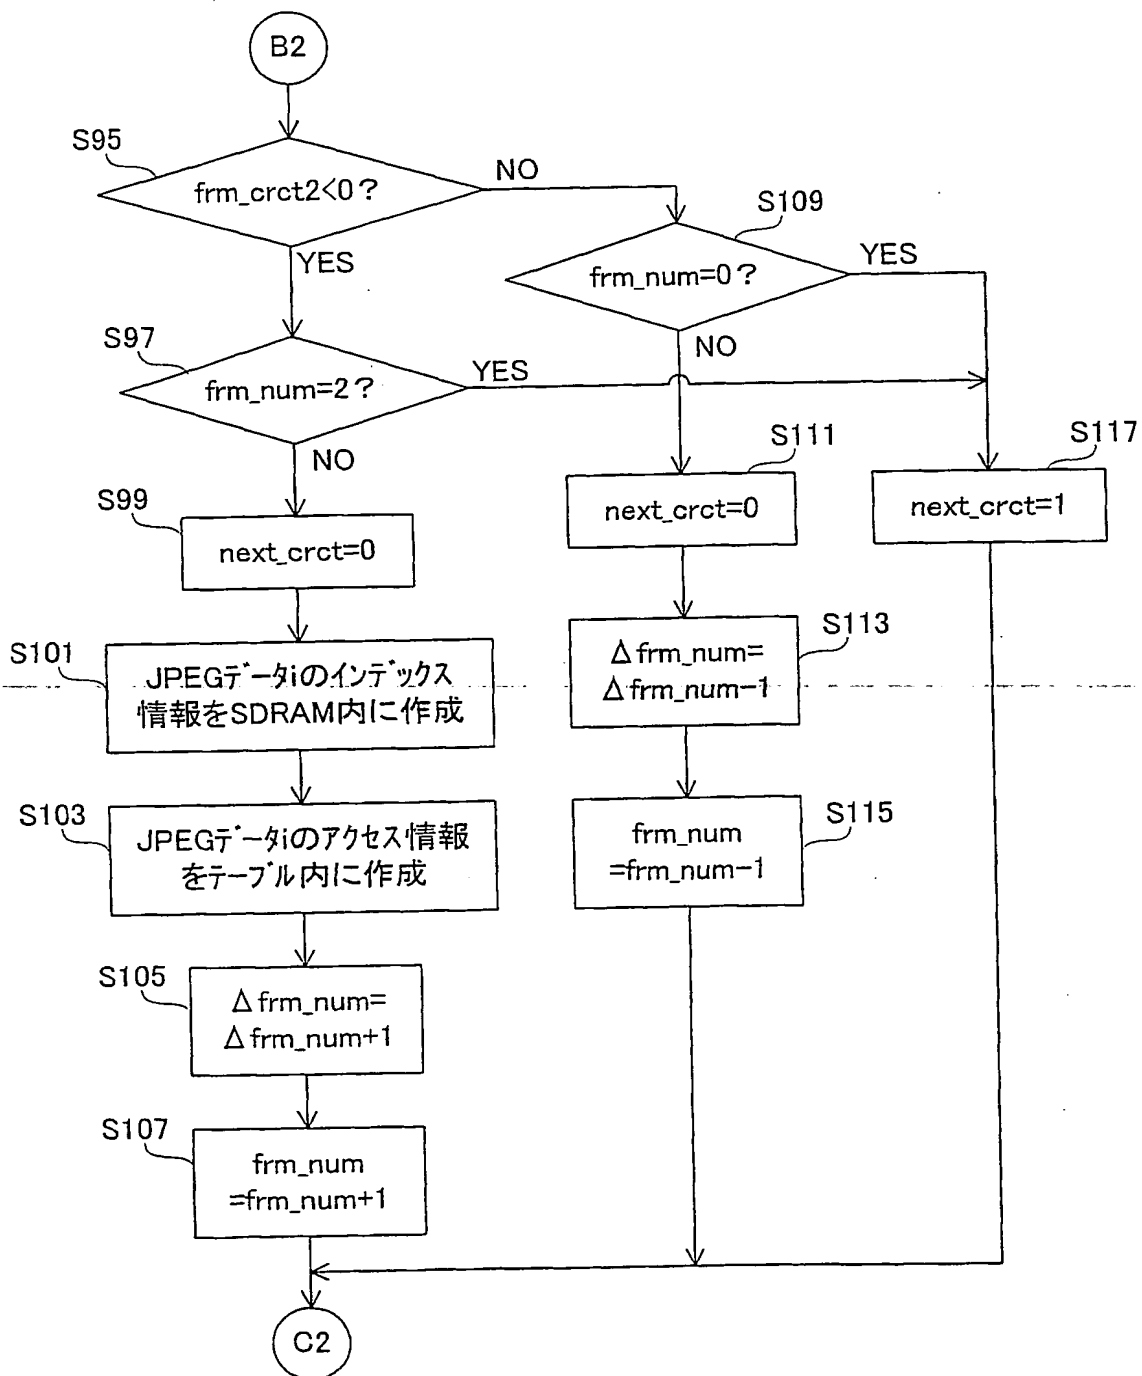 B2
S95
frm_crct2<0?
NO
YES
S109
frm_num=0?
YES
NO
S97
frm_num=2?
YES
NO
S99
next_crct=0
S111
next_crct=0
S117
next_crct=1
S101
JPEGデータiのインデックス
情報をSDRAM内に作成
S113
Δfrm_num=
Δfrm_num-1
S103
JPEGデータiのアクセス情報
をテーブル内に作成
S115
frm_num
=frm_num-1
S105
Δfrm_num=
Δfrm_num+1
S107
frm_num
=frm_num+1
C2